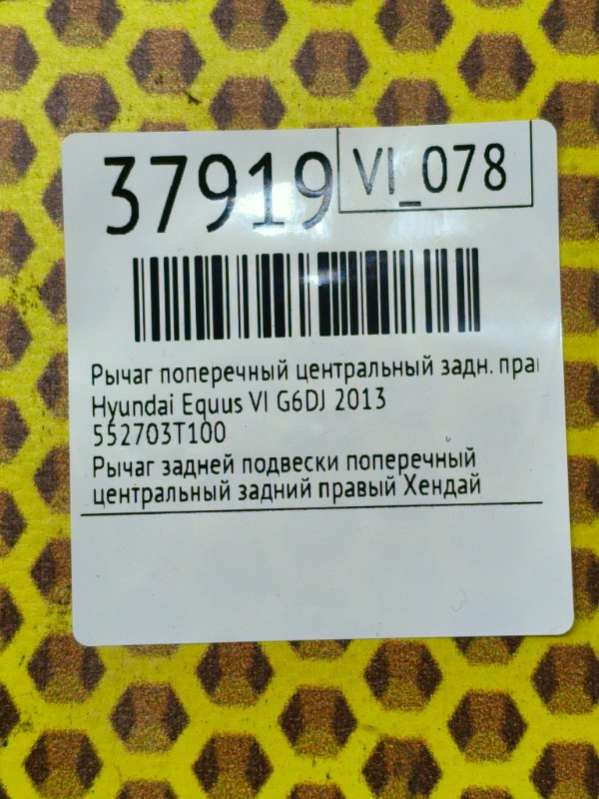 37919
VI_078
Рычаг поперечный центральный задн.
Hyundai Equus VI G6DJ 2013
552703T100
Рычаг задней подвески поперечный
центральный задний правый Хендай